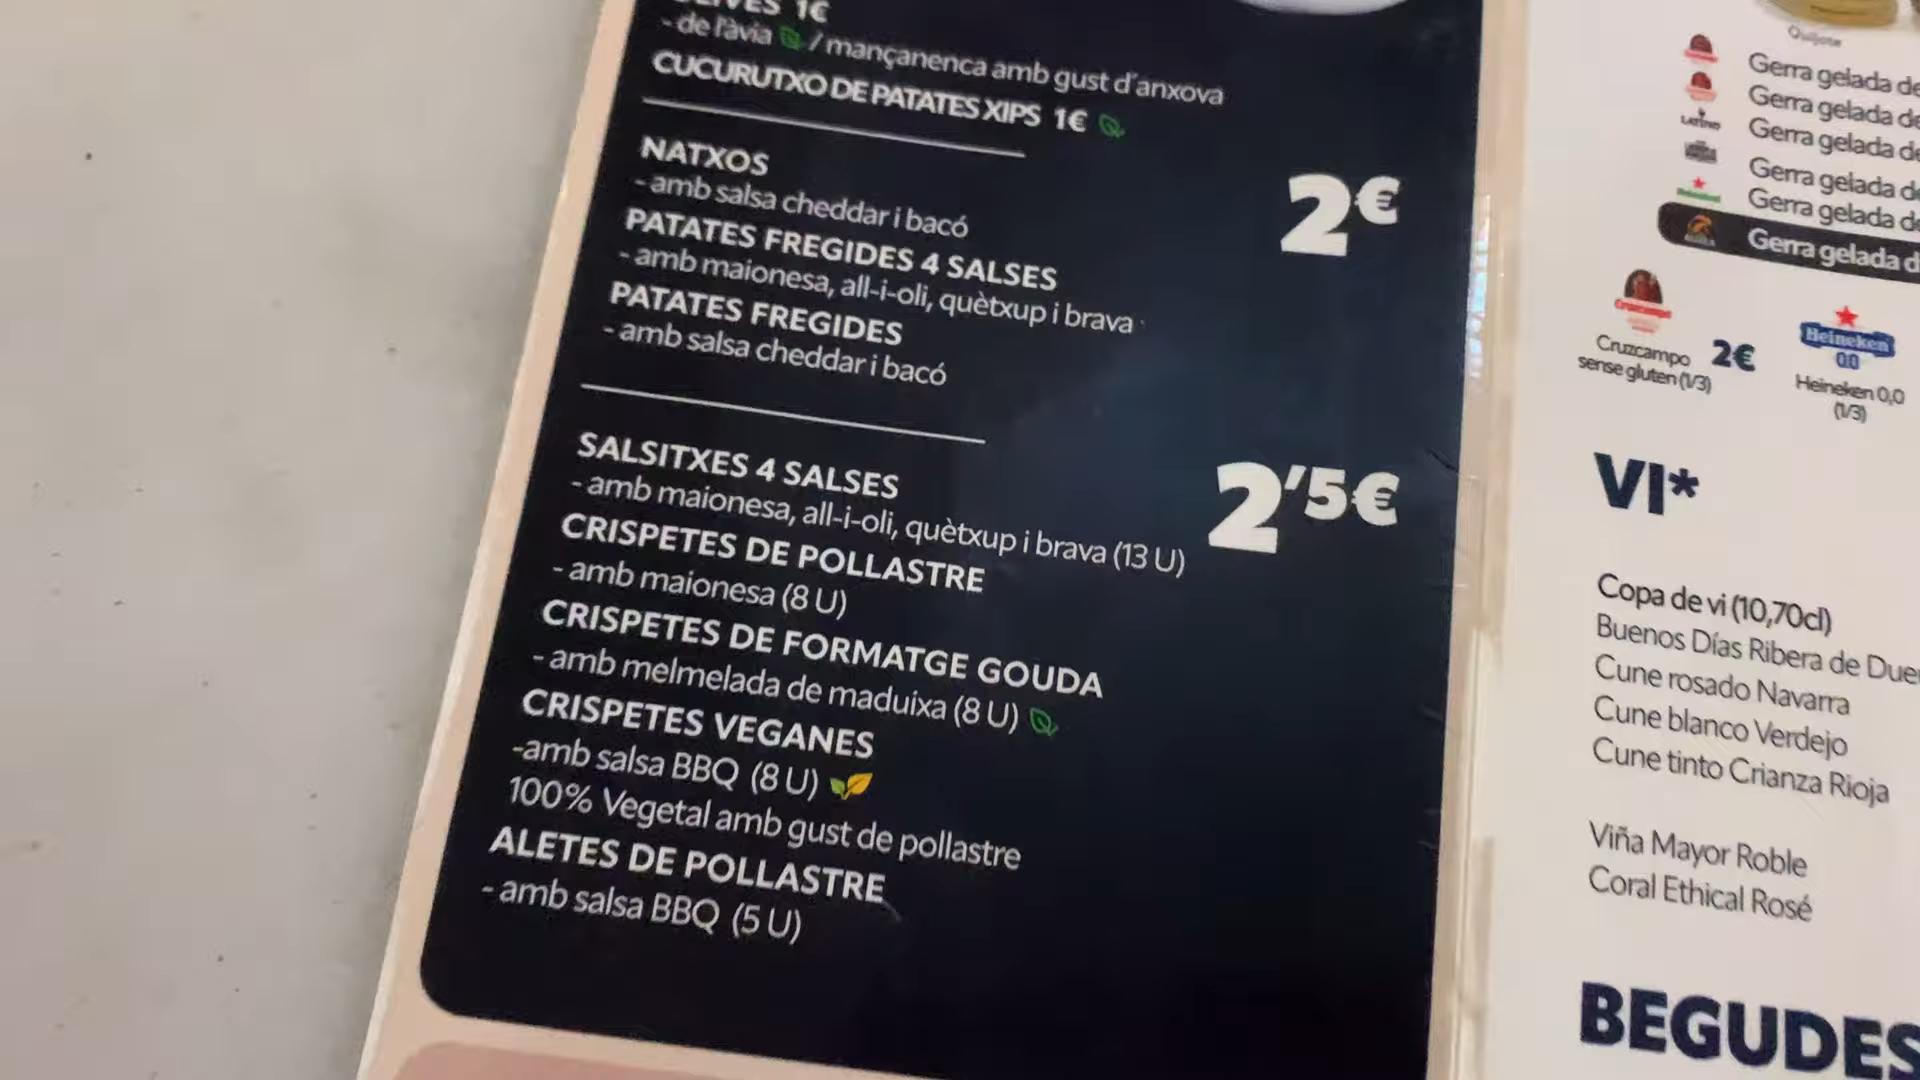 1€
- de l'àvia / mançanenca amb gust d'anxova
CUCURUTXO DE PATATES XIPS 1€
NATXOS
- amb salsa cheddar i bacó
PATATES FREGIDES 4 SALSES
- amb maionesa, all-i-oli, quètxup i brava
PATATES FREGIDES
- amb salsa cheddar i bacó
2€
SALSITXES 4 SALSES
- amb maionesa, all-i-oli, quètxup i brava (13 U)
CRISPETES DE POLLASTRE
- amb maionesa (8 U)
CRISPETES DE FORMATGE GOUDA
- amb melmelada de maduixa (8 U)
CRISPETES VEGANES
-amb salsa BBQ (8 U)
100% Vegetal amb gust de pollastre
ALETES DE POLLASTRE
- amb salsa BBQ (5 U)
2'5€
Quijote
Gerra gelada de
Gerra gelada de
Gerra gelada de
Gerra gelada de
Gerra gelada de
Gerra gelada d
Cruzcampo
Cruzcampo
sense gluten (1/3)
2€
Heineken
0.0
Heineken 0,0
(1/3)
VI*
Copa de vi (10,70cl)
Buenos Días Ribera de Due
Cune rosado Navarra
Cune blanco Verdejo
Cune tinto Crianza Rioja
Viña Mayor Roble
Coral Ethical Rosé
BEGUDES